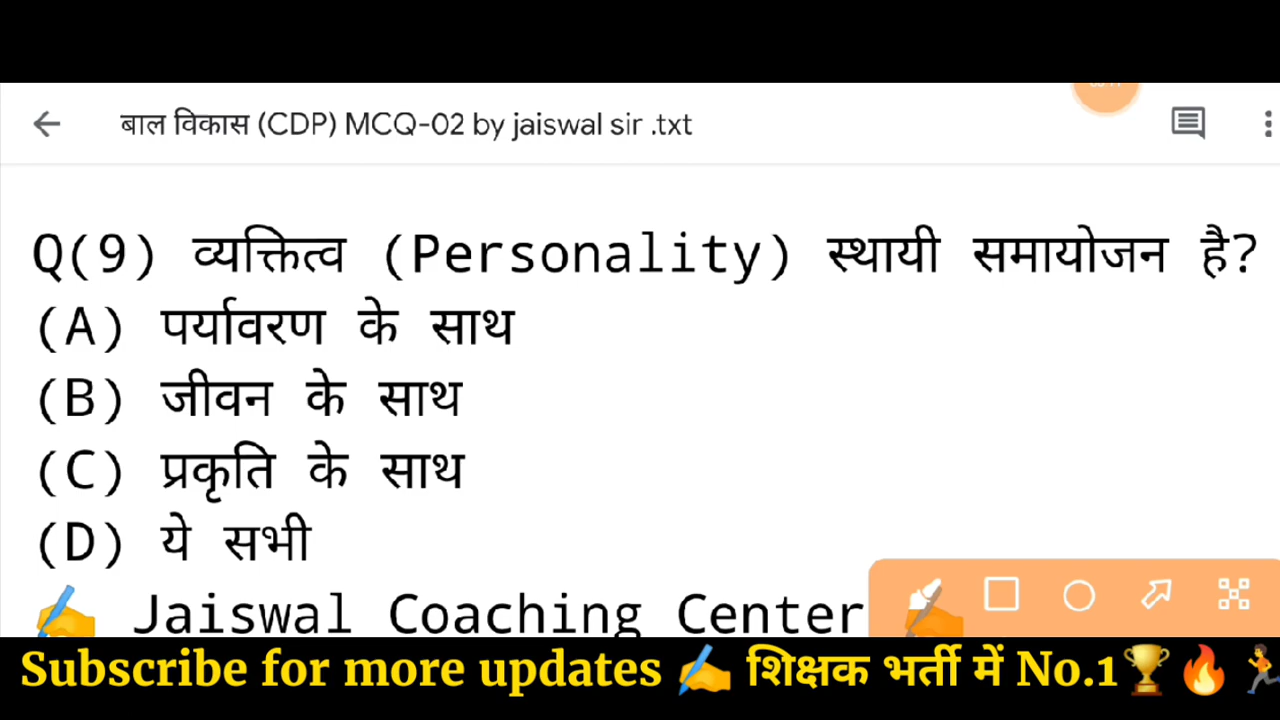 बाल विकास (CDP) MCQ-02 by jaiswal sir .txt
Q(9) व्यक्तित्व (Personality) स्थायी समायोजन है?
(A) पर्यावरण के साथ
(B) जीवन के साथ
(C) प्रकृति के साथ
(D) ये सभी
✍️ Jaiswal Coaching Center ✍️
Subscribe for more updates ✍️ शिक्षक भर्ती में No.1🏆🔥🏃